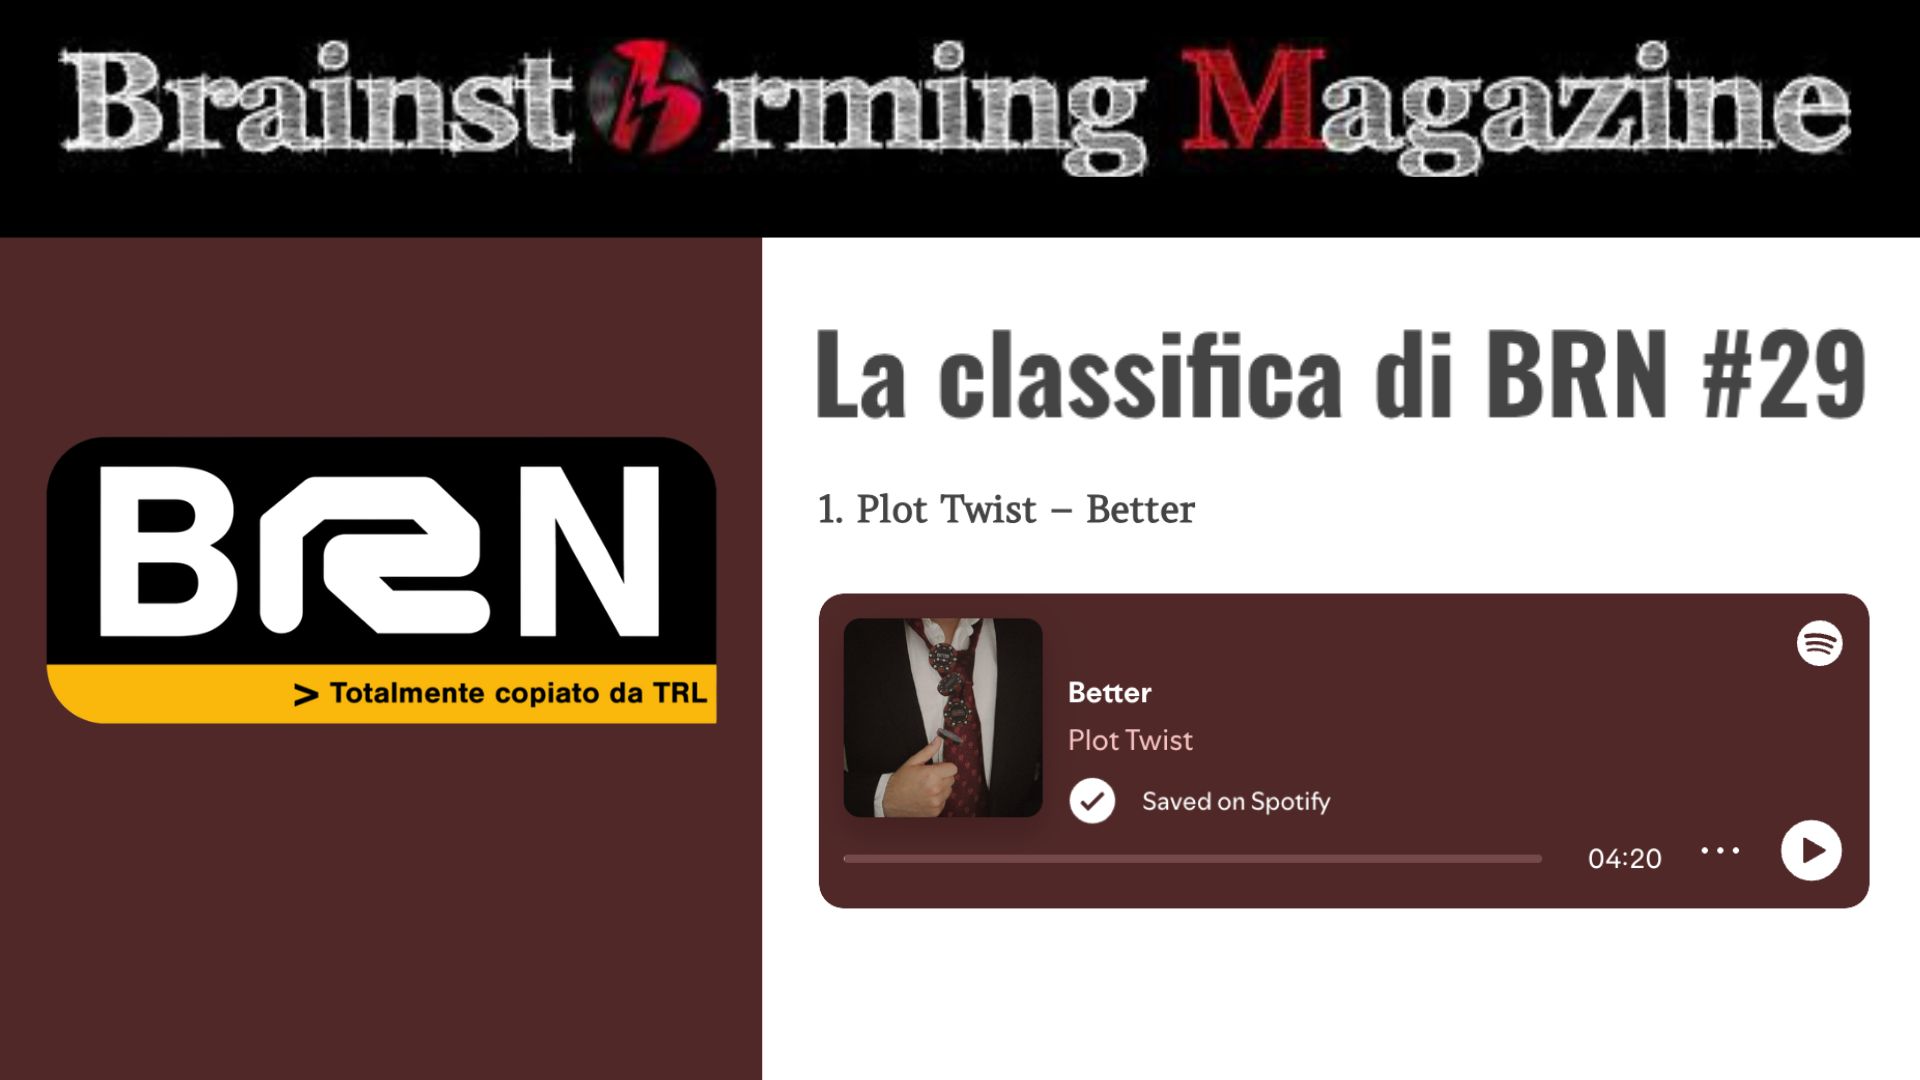 Brainstorming Magazine
La classifica di BRN #29
BRN
> Totalmente copiato da TRL
1. Plot Twist – Better
Better
Plot Twist
Saved on Spotify
04:20